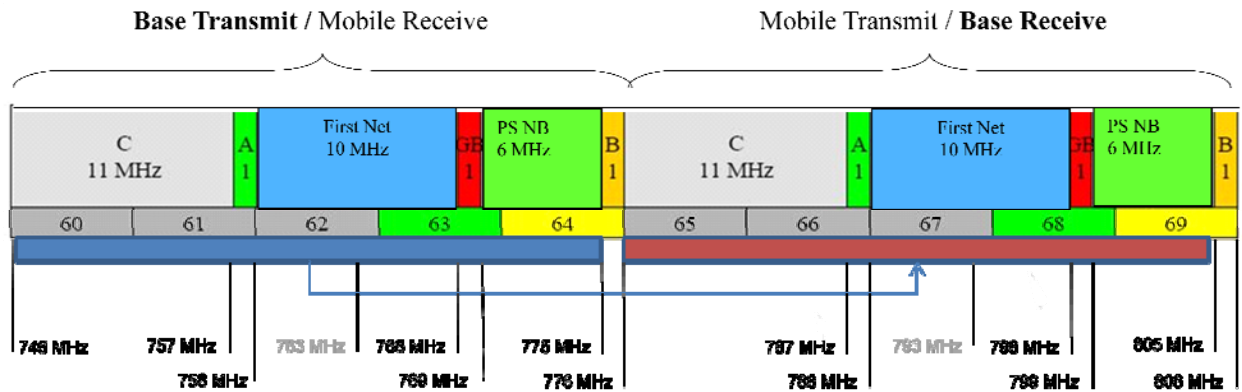 Base Transmit / Mobile Receive
Mobile Transmit / Base Receive
C
11 MHz
A
1
First Net
10 MHz
GB
1
PS NB
6 MHz
B
1
C
11 MHz
A
1
First Net
10 MHz
GB
1
PS NB
6 MHz
B
1
60 61 62 63 64 65 66 67 68 69
746 MHz 757 MHz 763 MHz 768 MHz 775 MHz 787 MHz 793 MHz 798 MHz 805 MHz
758 MHz 769 MHz 776 MHz 788 MHz 799 MHz 806 MHz